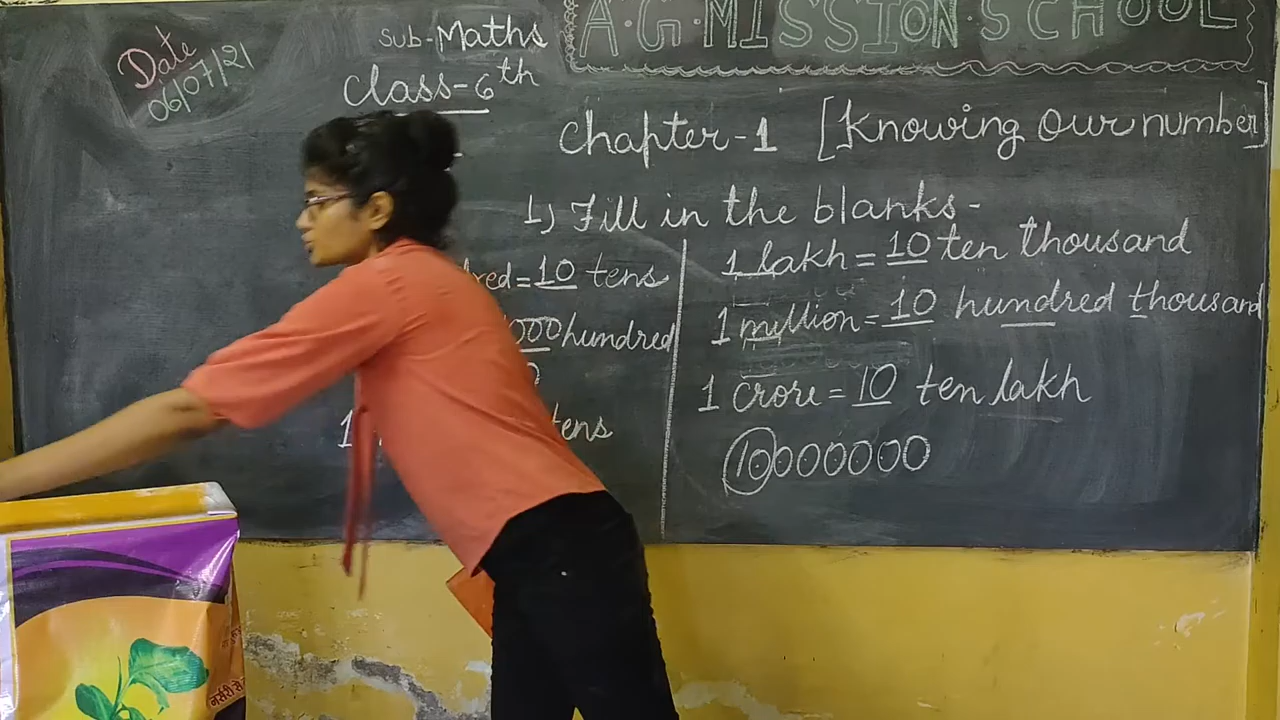 A.G.MISSION.SCHOOL
Date
06/07/21
Sub-Maths
Class-6th
Chapter-1 [Knowing Our number]
1) Fill in the blanks-
=10 tens
000 hundred
tens
1 lakh = 10 ten thousand
1 million = 10 hundred thousand
1 crore = 10 ten lakh
10000000